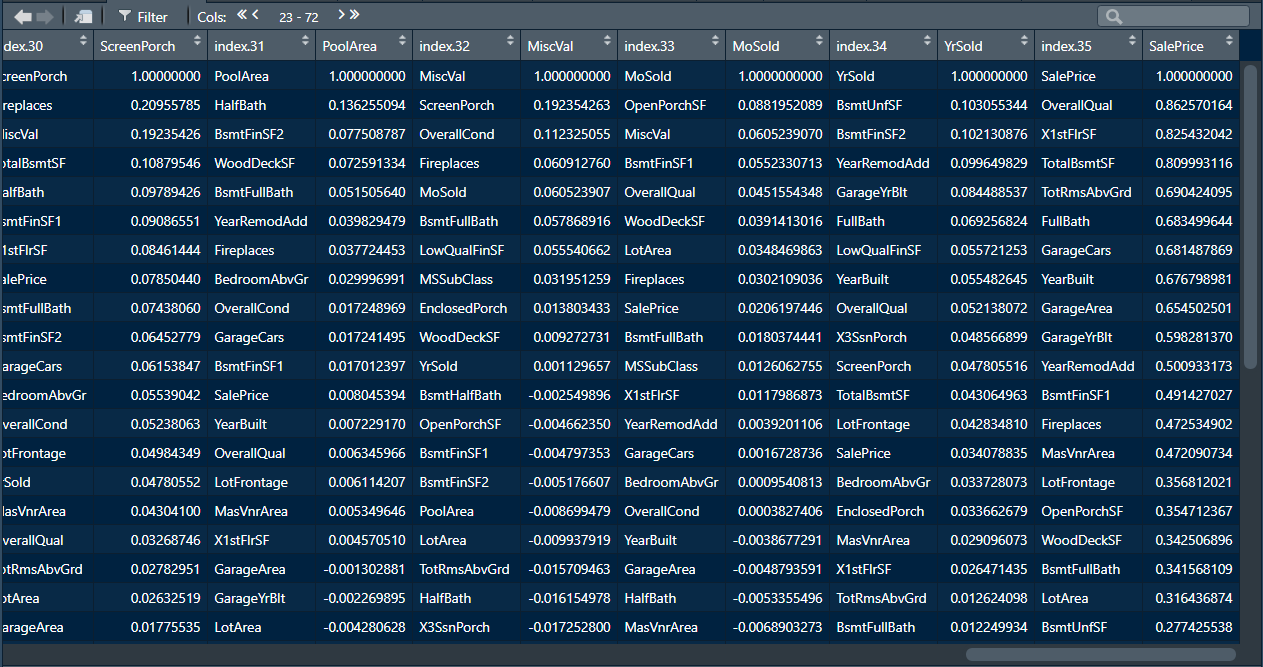 Filter Cols: 23 - 72
dex.30 ScreenPorch index.31 PoolArea index.32 MiscVal index.33 MoSold index.34 YrSold index.35 SalePrice
creenPorch 1.00000000 PoolArea 1.000000000 MiscVal 1.000000000 MoSold 1.0000000000 YrSold 1.000000000 SalePrice 1.000000000
replaces 0.20955785 HalfBath 0.136255094 ScreenPorch 0.192354263 OpenPorchSF 0.0881952089 BsmtUnfSF 0.103055344 OverallQual 0.862570164
iscVal 0.19235426 BsmtFinSF2 0.077508787 OverallCond 0.112325055 MiscVal 0.0605239070 BsmtFinSF2 0.102130876 X1stFlrSF 0.825432042
otalBsmtSF 0.10879546 WoodDeckSF 0.072591334 Fireplaces 0.060912760 BsmtFinSF1 0.0552330713 YearRemodAdd 0.099649829 TotalBsmtSF 0.809993116
alfBath 0.09789426 BsmtFullBath 0.051505640 MoSold 0.060523907 OverallQual 0.0451554348 GarageYrBlt 0.084488537 TotRmsAbvGrd 0.690424095
smtFinSF1 0.09086551 YearRemodAdd 0.039829479 BsmtFullBath 0.057868916 WoodDeckSF 0.0391413016 FullBath 0.069256824 FullBath 0.683499644
1stFlrSF 0.08461444 Fireplaces 0.037724453 LowQualFinSF 0.055540662 LotArea 0.0348469863 LowQualFinSF 0.055721253 GarageCars 0.681487869
alePrice 0.07850440 BedroomAbvGr 0.029996991 MSSubClass 0.031951259 Fireplaces 0.0302109036 YearBuilt 0.055482645 YearBuilt 0.676798981
smtFullBath 0.07438060 OverallCond 0.017248969 EnclosedPorch 0.013803433 SalePrice 0.0206197446 OverallQual 0.052138072 GarageArea 0.654502501
smtFinSF2 0.06452779 GarageCars 0.017241495 WoodDeckSF 0.009272731 BsmtFullBath 0.0180374441 X3SsnPorch 0.048566899 GarageYrBlt 0.598281370
arageCars 0.06153847 BsmtFinSF1 0.017012397 YrSold 0.001129657 MSSubClass 0.0126062755 ScreenPorch 0.047805516 YearRemodAdd 0.500933173
edroomAbvGr 0.05539042 SalePrice 0.008045394 BsmtHalfBath -0.002549896 X1stFlrSF 0.0117986873 TotalBsmtSF 0.043064963 BsmtFinSF1 0.491427027
verallCond 0.05238063 YearBuilt 0.007229170 OpenPorchSF -0.004662350 YearRemodAdd 0.0039201106 LotFrontage 0.042834810 Fireplaces 0.472534902
otFrontage 0.04984349 OverallQual 0.006345966 BsmtFinSF1 -0.004797353 GarageCars 0.0016728736 SalePrice 0.034078835 MasVnrArea 0.472090734
rSold 0.04780552 LotFrontage 0.006114207 BsmtFinSF2 -0.005176607 BedroomAbvGr 0.0009540813 BedroomAbvGr 0.033728073 LotFrontage 0.356812021
asVnrArea 0.04304100 MasVnrArea 0.005349646 PoolArea -0.008699479 OverallCond 0.0003827406 EnclosedPorch 0.033662679 OpenPorchSF 0.354712367
verallQual 0.03268746 X1stFlrSF 0.004570510 LotArea -0.009937919 YearBuilt -0.0038677291 MasVnrArea 0.029096073 WoodDeckSF 0.342506896
otRmsAbvGrd 0.02782951 GarageArea -0.001302881 TotRmsAbvGrd -0.015709463 GarageArea -0.0048793591 X1stFlrSF 0.026471435 BsmtFullBath 0.341568109
otArea 0.02632519 GarageYrBlt -0.002269895 HalfBath -0.016154978 HalfBath -0.0053355496 TotRmsAbvGrd 0.012624098 LotArea 0.316436874
arageArea 0.01775535 LotArea -0.004280628 X3SsnPorch -0.017252800 MasVnrArea -0.0068903273 BsmtFullBath 0.012249934 BsmtUnfSF 0.277425538